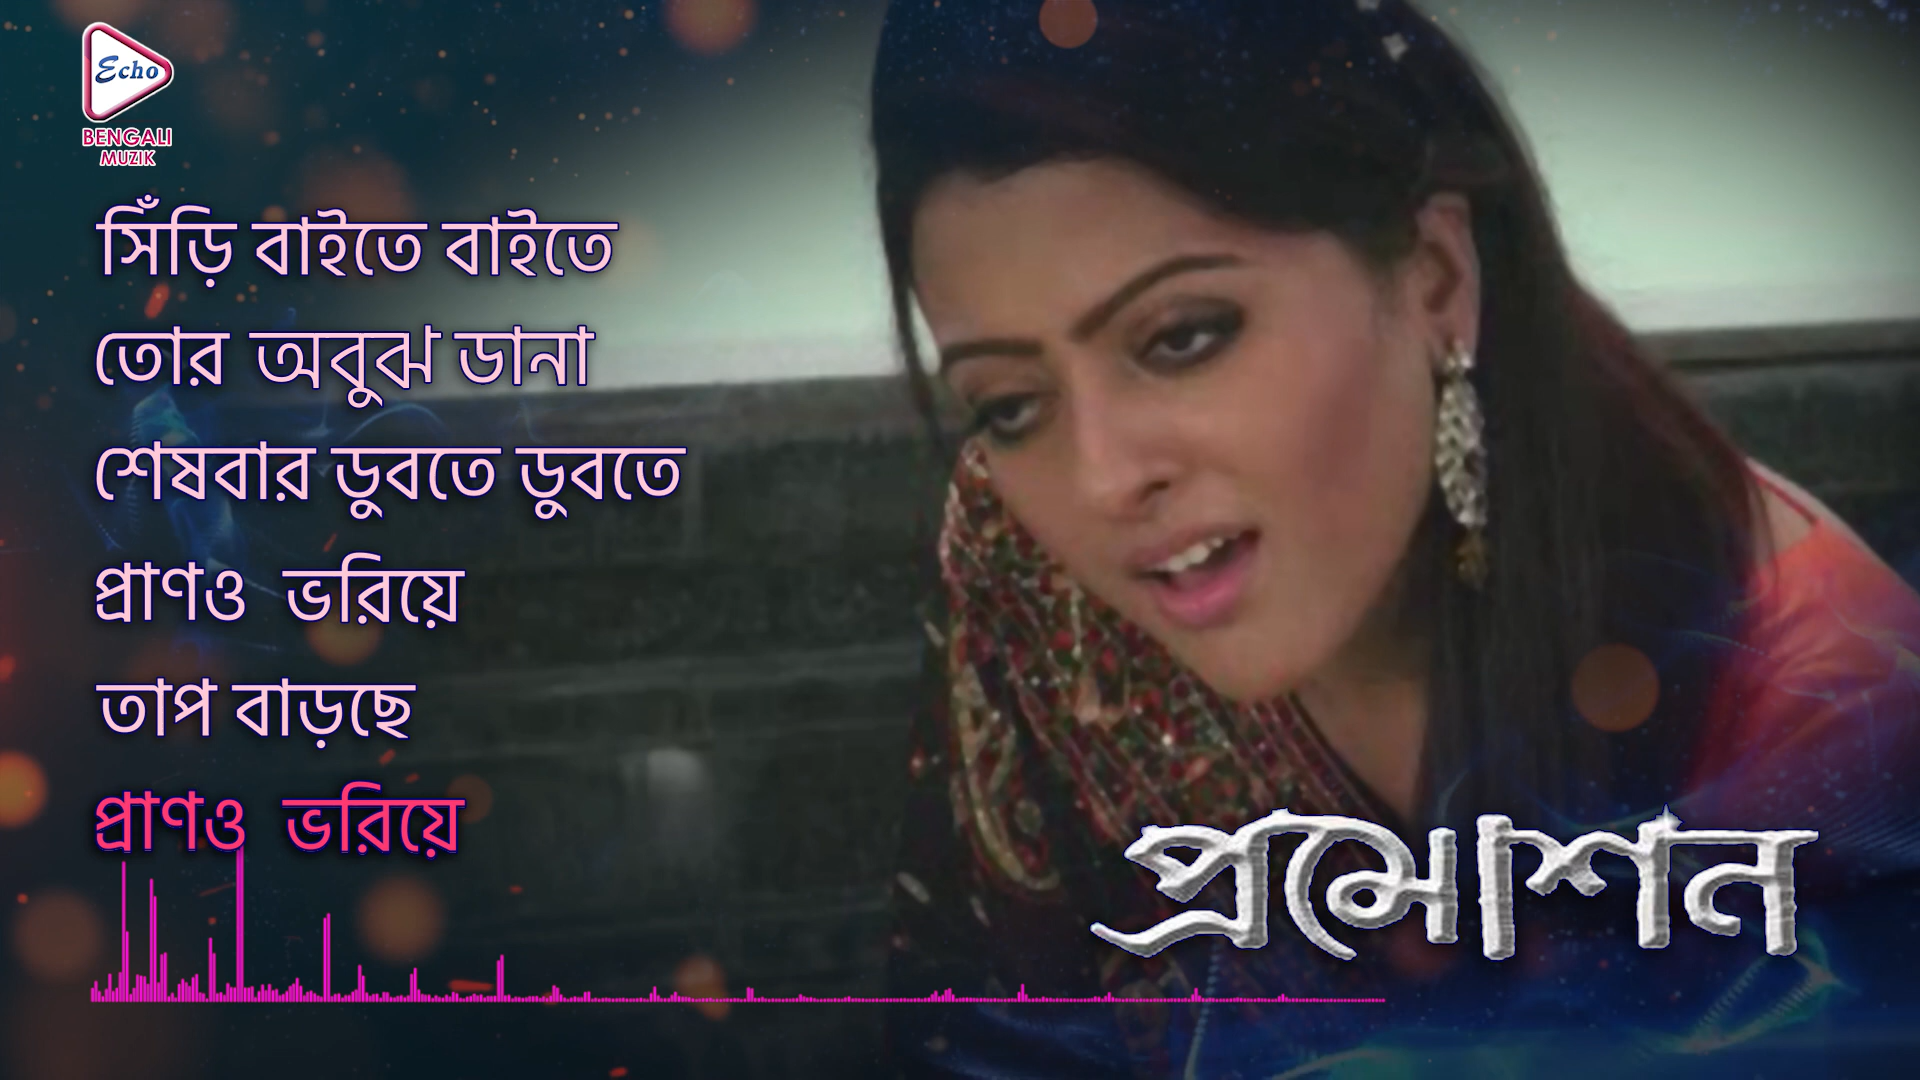 Echo
BENGALI
MUZIK
সিঁড়ি বাইতে বাইতে
তোর অবুঝ ডানা
শেষবার ডুবতে ডুবতে
প্রাণও ভরিয়ে
তাপ বাড়ছে
প্রাণও ভরিয়ে
প্রমোশন